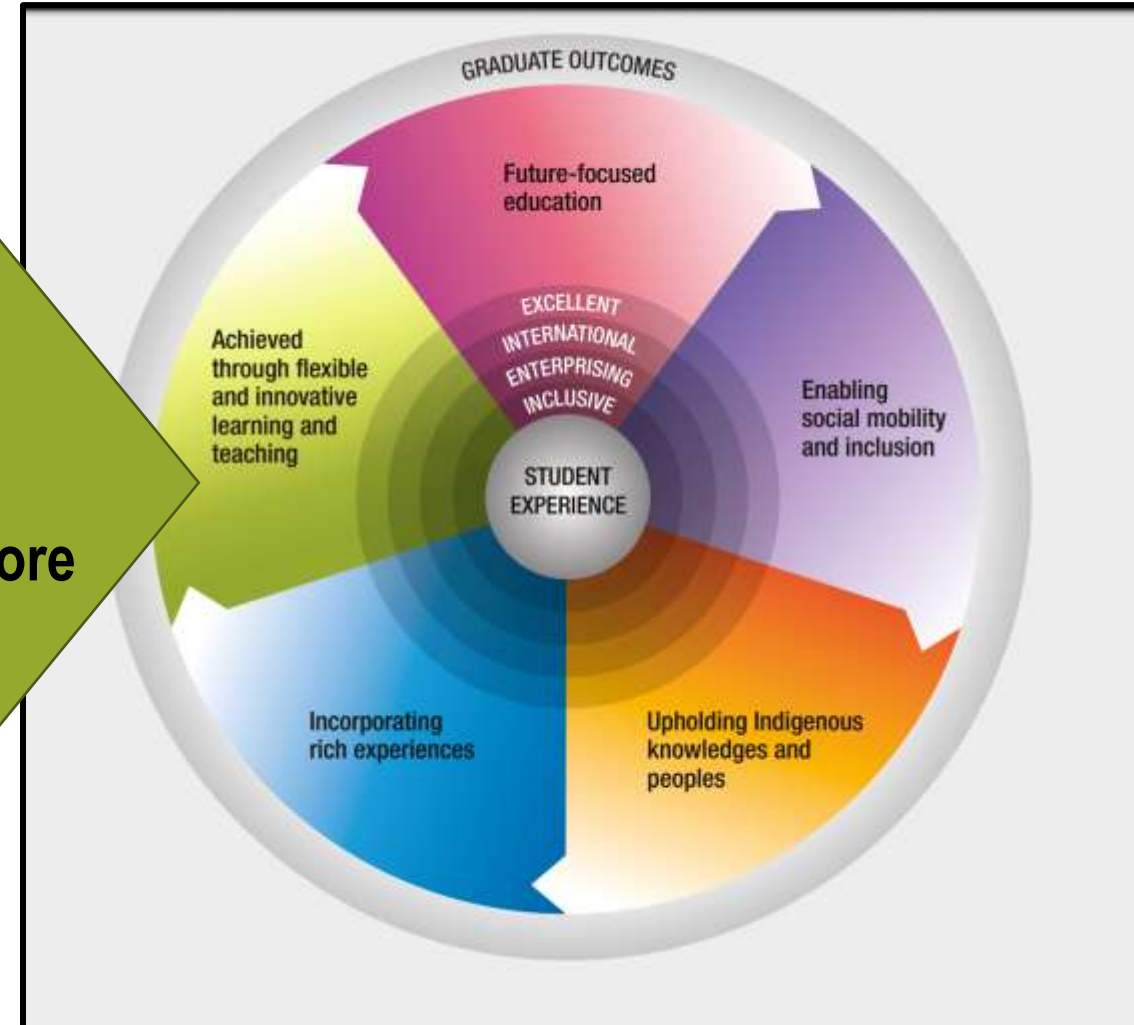 GRADUATE OUTCOMES
Future-focused
education
EXCELLENT
INTERNATIONAL
ENTERPRISING
INCLUSIVE
Achieved
through flexible
and innovative
learning and
teaching
Enabling
social mobility
and inclusion
STUDENT
EXPERIENCE
ore
Incorporating
rich experiences
Upholding Indigenous
knowledges and
peoples